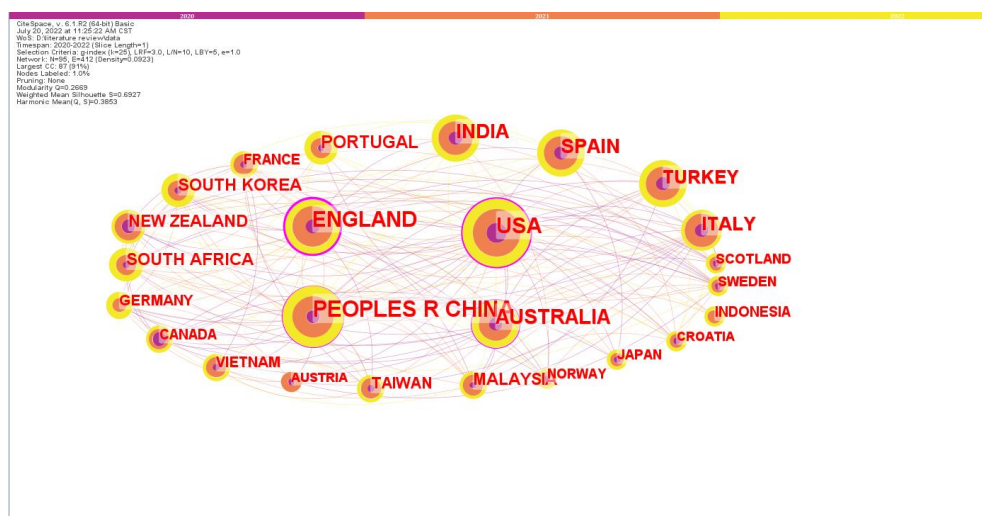 2020 2021 2022
CiteSpace, v. 6.1.R2 (64-bit) Basic
July 20, 2022 at 11:25:22 AM CST
WoS: D:\literature review\data
Timespan: 2020-2022 (Slice Length=1)
Selection Criteria: g-index (k=25), LRF=3.0, L/N=10, LBY=5, e=1.0
Network: N=95, E=412 (Density=0.0923)
Largest CC: 87 (91%)
Nodes Labeled: 1.0%
Pruning: None
Modularity Q=0.2669
Weighted Mean Silhouette S=0.6927
Harmonic Mean(Q, S)=0.3853
INDIA
PORTUGAL
SPAIN
FRANCE
TURKEY
SOUTH KOREA
NEW ZEALAND
ENGLAND
USA
ITALY
SOUTH AFRICA
SCOTLAND
SWEDEN
GERMANY
PEOPLES R CHINA
AUSTRALIA
INDONESIA
CANADA
CROATIA
VIETNAM
JAPAN
AUSTRIA
TAIWAN
MALAYSIA
NORWAY